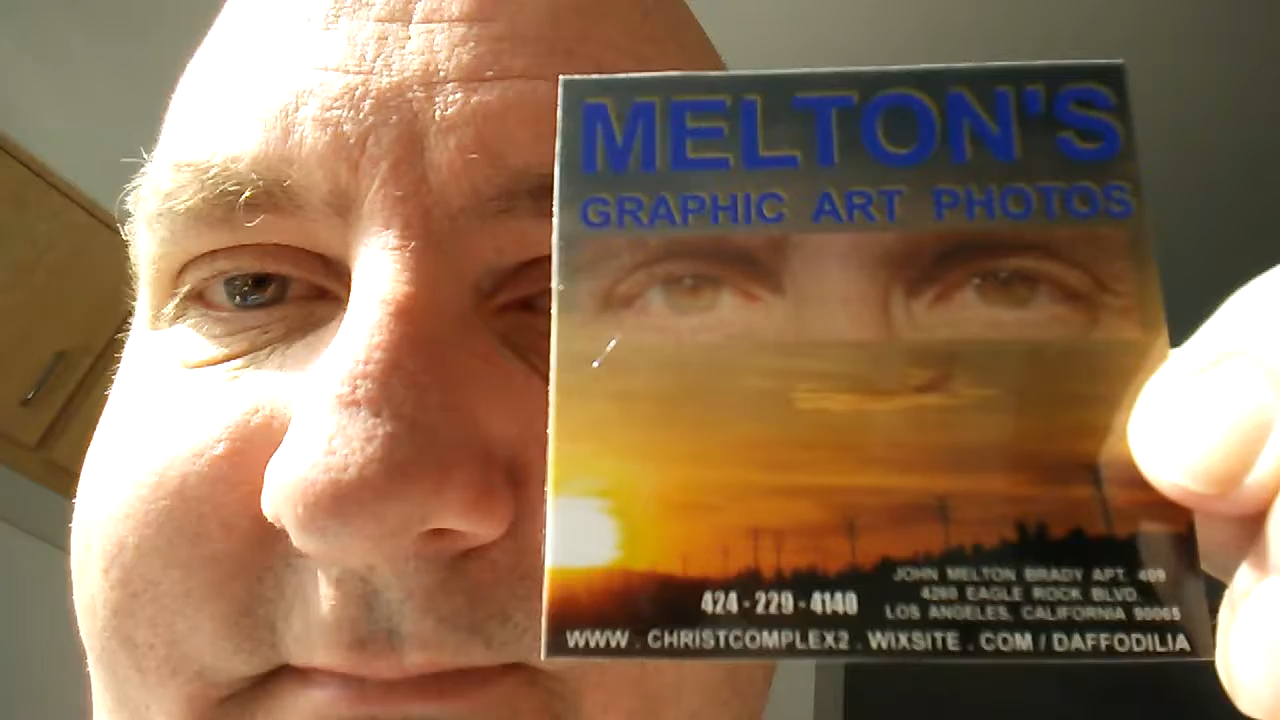 MELTON'S
GRAPHIC ART PHOTOS
JOHN MELTON BRADY APT. 409
4260 EAGLE ROCK BLVD.
424-229-4140
LOS ANGELES, CALIFORNIA 90065
WWW.CHRISTCOMPLEX2.WIXSITE.COM/DAFFODILIA